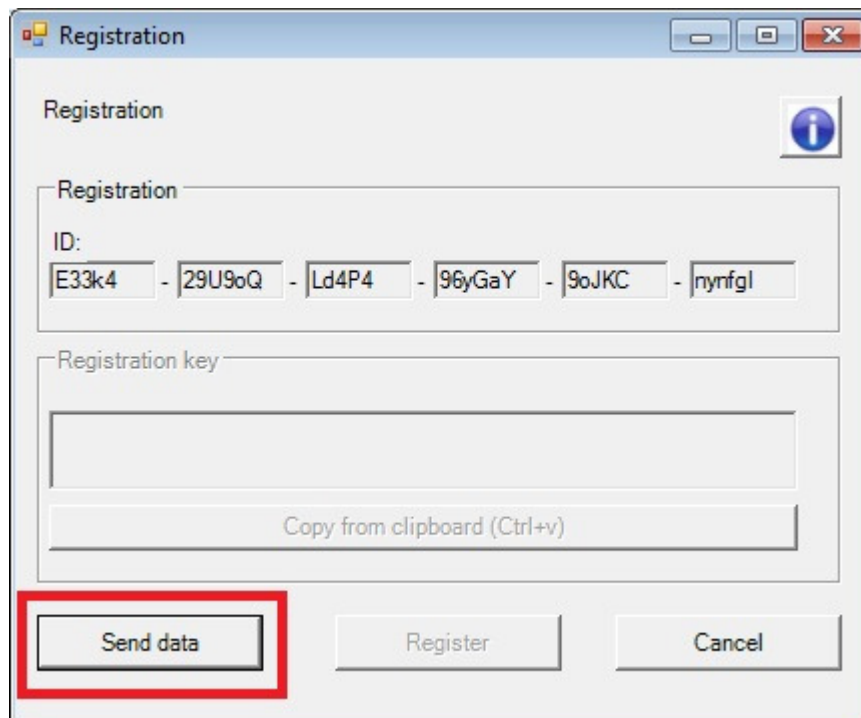 Registration
Registration
Registration
ID:
E33k4 - 29U9oQ - Ld4P4 - 96yGaY - 9oJKC - nynfgl
Registration key
Copy from clipboard (Ctrl+v)
Send data Register Cancel